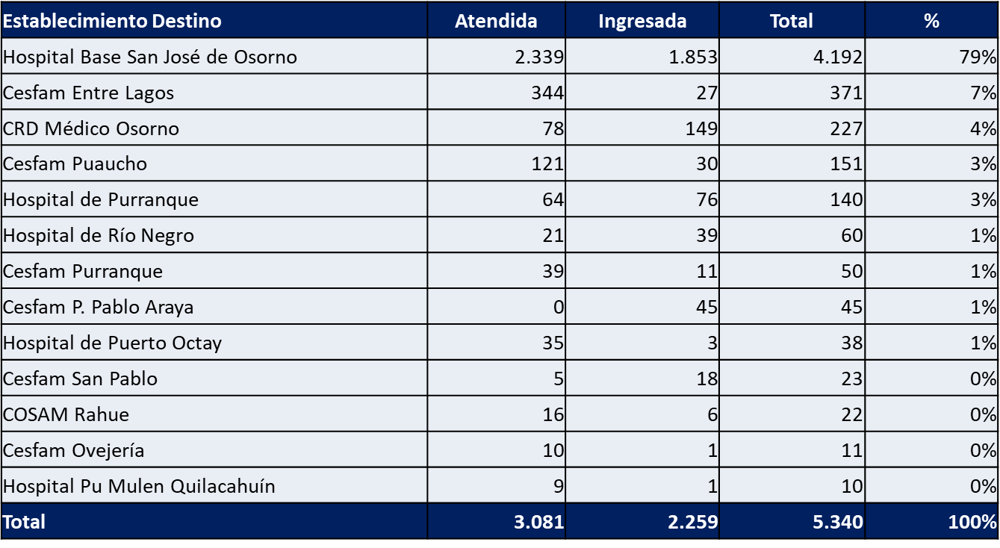 Establecimiento Destino Atendida Ingresada Total %
Hospital Base San José de Osorno 2.339 1.853 4.192 79%
Cesfam Entre Lagos 344 27 371 7%
CRD Médico Osorno 78 149 227 4%
Cesfam Puaucho 121 30 151 3%
Hospital de Purranque 64 76 140 3%
Hospital de Río Negro 21 39 60 1%
Cesfam Purranque 39 11 50 1%
Cesfam P. Pablo Araya 0 45 45 1%
Hospital de Puerto Octay 35 3 38 1%
Cesfam San Pablo 5 18 23 0%
COSAM Rahue 16 6 22 0%
Cesfam Ovejería 10 1 11 0%
Hospital Pu Mulen Quilacahuín 9 1 10 0%
Total 3.081 2.259 5.340 100%